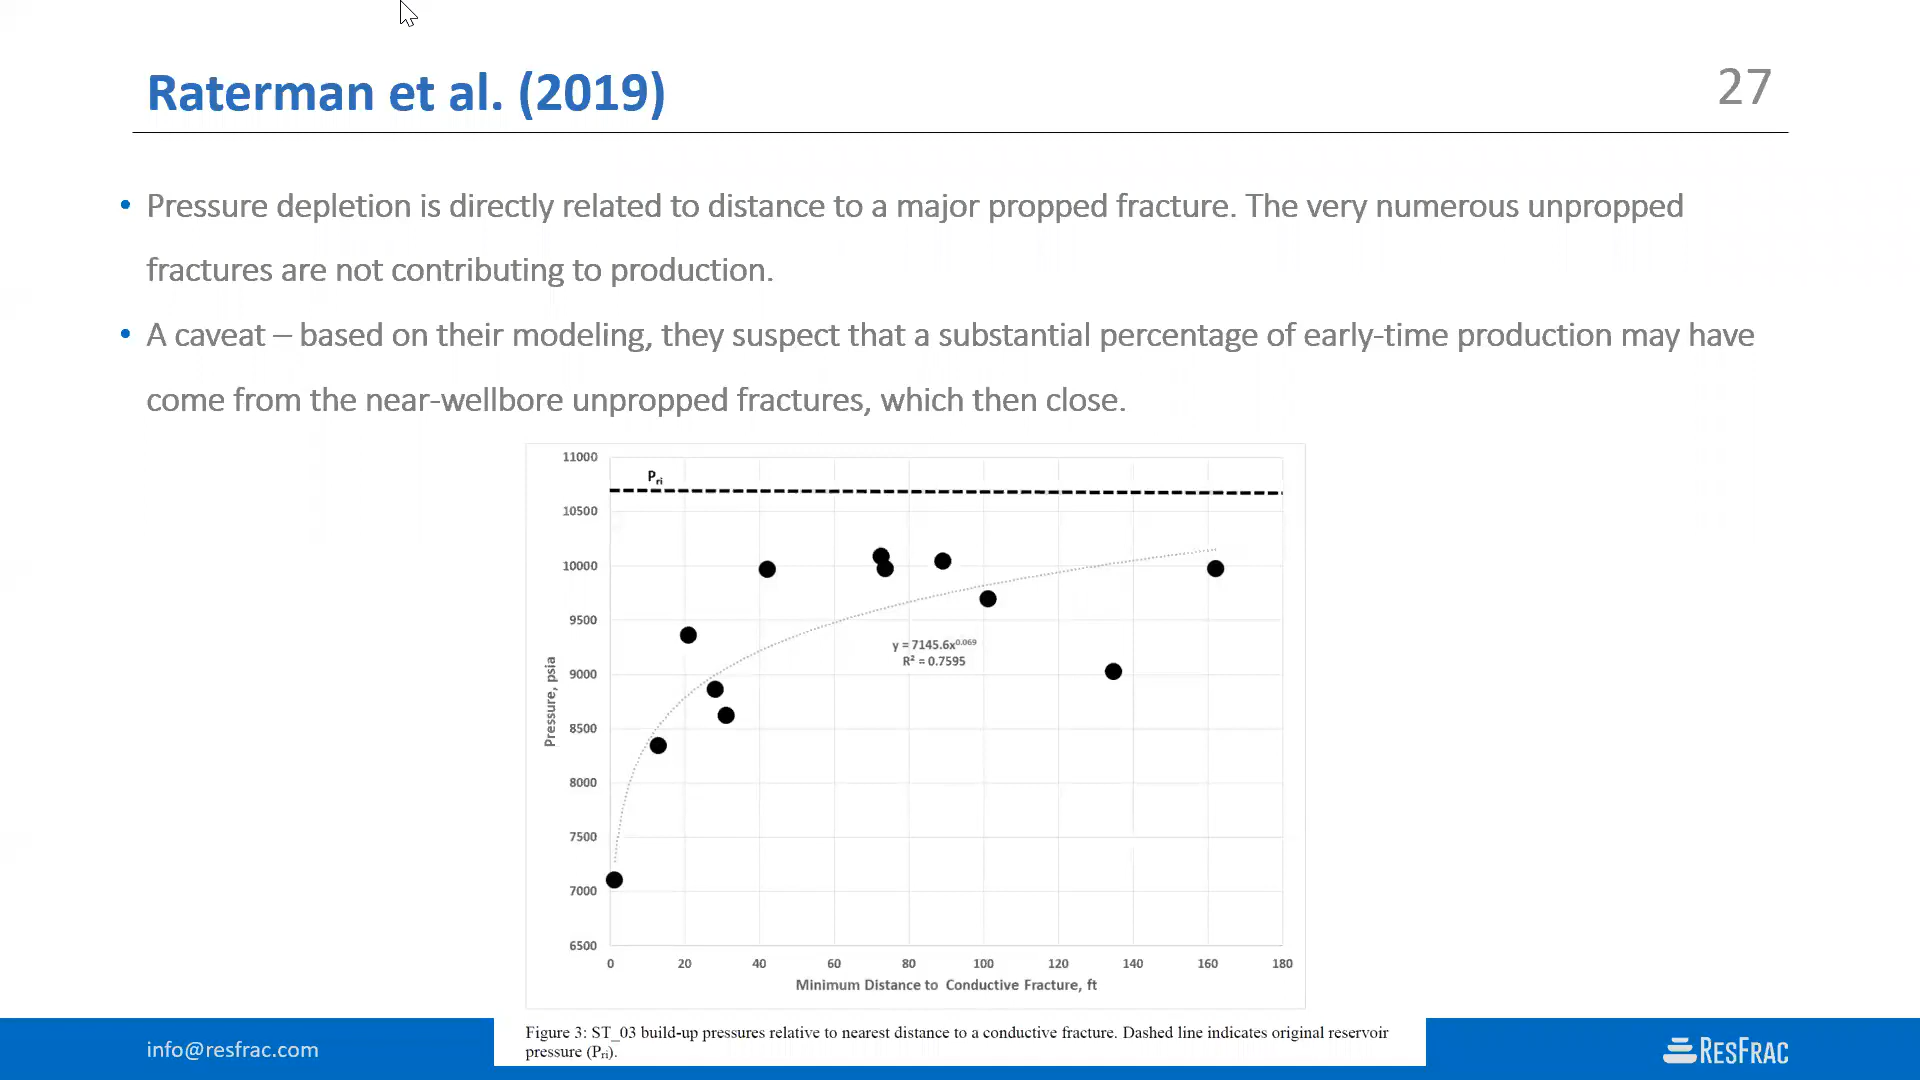 Raterman et al. (2019)
27
• Pressure depletion is directly related to distance to a major propped fracture. The very numerous unpropped
fractures are not contributing to production.
• A caveat – based on their modeling, they suspect that a substantial percentage of early-time production may have
come from the near-wellbore unpropped fractures, which then close.
11000
10500
10000
9500
9000
8500
8000
7500
7000
6500
Pressure, psia
Pri
y = 7145.6x^0.069
R² = 0.7595
0 20 40 60 80 100 120 140 160 180
Minimum Distance to Conductive Fracture, ft
Figure 3: ST_03 build-up pressures relative to nearest distance to a conductive fracture. Dashed line indicates original reservoir
pressure (Pri).
info@resfrac.com
RESFRAC